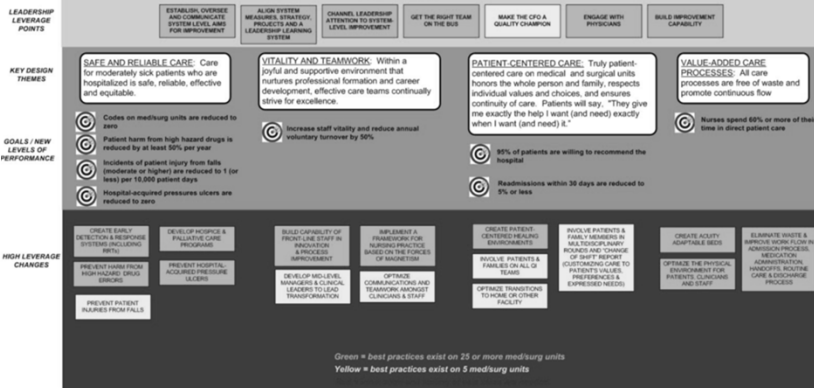 LEADERSHIP
LEVERAGE
POINTS
ESTABLISH, OVERSEE
AND COMMUNICATE
SYSTEM LEVEL AIMS
FOR IMPROVEMENT
ALIGN SYSTEM
MEASURES, STRATEGY,
PROJECTS AND A
LEADERSHIP LEARNING
SYSTEM
CHANNEL LEADERSHIP
ATTENTION TO SYSTEM-
LEVEL IMPROVEMENT
GET THE RIGHT TEAM
ON THE BUS
MAKE THE CFO A
QUALITY CHAMPION
ENGAGE WITH
PHYSICIANS
BUILD IMPROVEMENT
CAPABILITY
KEY DESIGN
THEMES
SAFE AND RELIABLE CARE: Care
for moderately sick patients who are
hospitalized is safe, reliable, effective
and equitable.
VITALITY AND TEAMWORK: Within a
joyful and supportive environment that
nurtures professional formation and career
development, effective care teams continually
strive for excellence.
PATIENT-CENTERED CARE: Truly patient-
centered care on medical and surgical units
honors the whole person and family, respects
individual values and choices, and ensures
continuity of care. Patients will say, "They give
me exactly the help I want (and need) exactly
when I want (and need) it."
VALUE-ADDED CARE
PROCESSES: All care
processes are free of waste and
promote continuous flow
GOALS / NEW
LEVELS OF
PERFORMANCE
Codes on med/surg units are reduced to
zero
Patient harm from high hazard drugs is
reduced by at least 50% per year
Incidents of patient injury from falls
(moderate or higher) are reduced to 1 (or
less) per 10,000 patient days
Hospital-acquired pressures ulcers are
reduced to zero
Increase staff vitality and reduce annual
voluntary turnover by 50%
95% of patients are willing to recommend the
hospital
Readmissions within 30 days are reduced to
5% or less
Nurses spend 60% or more of their
time in direct patient care
HIGH LEVERAGE
CHANGES
CREATE EARLY
DETECTION & RESPONSE
SYSTEMS (INCLUDING
RRTs)
PREVENT HARM FROM
HIGH HAZARD DRUG
ERRORS
PREVENT PATIENT
INJURIES FROM FALLS
DEVELOP HOSPICE &
PALLIATIVE CARE
PROGRAMS
PREVENT HOSPITAL-
ACQUIRED PRESSURE
ULCERS
BUILD CAPABILITY OF
FRONT-LINE STAFF IN
INNOVATION
& PROCESS
IMPROVEMENT
DEVELOP MID-LEVEL
MANAGERS & CLINICAL
LEADERS TO LEAD
TRANSFORMATION
IMPLEMENT A
FRAMEWORK FOR
NURSING PRACTICE
BASED ON THE FORCES
OF MAGNETISM
OPTIMIZE
COMMUNICATIONS AND
TEAMWORK AMONGST
CLINICIANS & STAFF
CREATE PATIENT-
CENTERED HEALING
ENVIRONMENTS
INVOLVE PATIENTS &
FAMILIES ON ALL QI
TEAMS
OPTIMIZE TRANSITIONS
TO HOME OR OTHER
FACILITY
INVOLVE PATIENTS &
FAMILY MEMBERS IN
MULTIDISCIPLINARY
ROUNDS AND "CHANGE
OF SHIFT" REPORT
(CUSTOMIZING CARE TO
PATIENT'S VALUES,
PREFERENCES &
EXPRESSED NEEDS)
CREATE ACUITY
ADAPTABLE BEDS
OPTIMIZE THE PHYSICAL
ENVIRONMENT FOR
PATIENTS, CLINICIANS
AND STAFF
ELIMINATE WASTE &
IMPROVE WORK FLOW IN
ADMISSION PROCESS,
MEDICATION
ADMINISTRATION,
HANDOFFS, ROUTINE
CARE & DISCHARGE
PROCESS
Green = best practices exist on 25 or more med/surg units
Yellow = best practices exist on 5 med/surg units